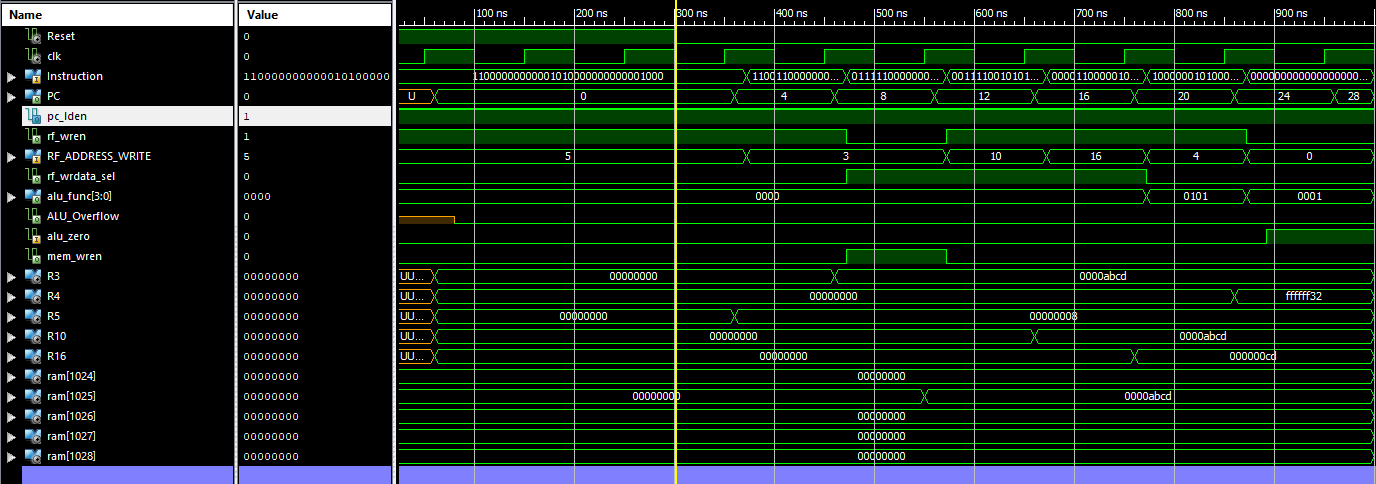 Name Value 100 ns 200 ns 300 ns 400 ns 500 ns 600 ns 700 ns 800 ns 900 ns
Reset 0
clk 0
Instruction 11000000000000010100000 11000000000001010000000000001000 1100110000000... 0111110000000... 0011110010101... 0000110000010... 1000000101000... 0000000000000000...
PC 0 U 0 4 8 12 16 20 24 28
pc_lden 1
rf_wren 1
RF_ADDRESS_WRITE 5 5 3 10 16 4 0
rf_wrdata_sel 0
alu_func[3:0] 0000 0000 0101 0001
ALU_Overflow 0
alu_zero 0
mem_wren 0
R3 00000000 UU... 00000000 0000abcd
R4 00000000 UU... 00000000 ffffff32
R5 00000000 UU... 00000000 00000008
R10 00000000 UU... 00000000 0000abcd
R16 00000000 UU... 00000000 000000cd
ram[1024] 00000000 00000000
ram[1025] 00000000 00000000 0000abcd
ram[1026] 00000000 00000000
ram[1027] 00000000 00000000
ram[1028] 00000000 00000000